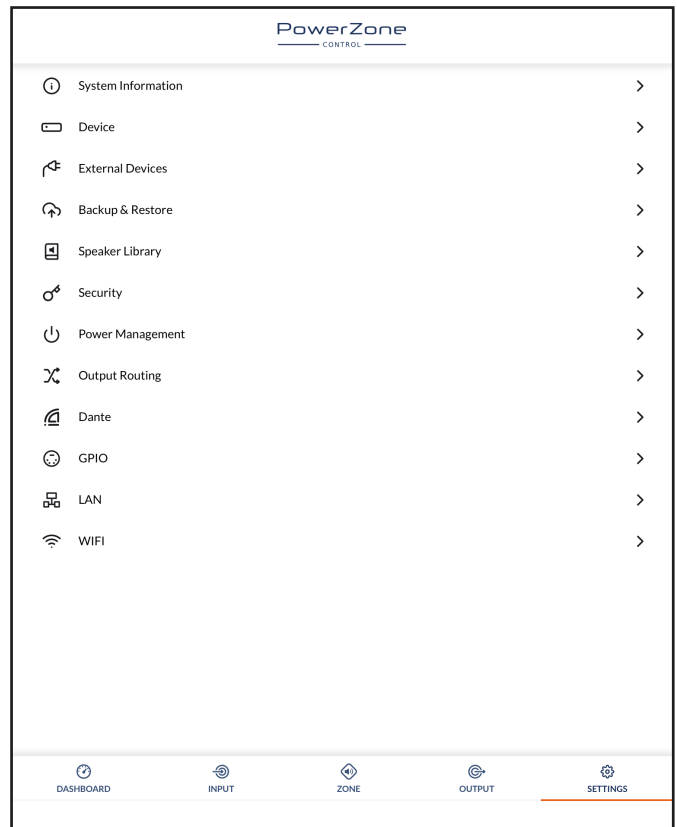 PowerZone
CONTROL
System Information
Device
External Devices
Backup & Restore
Speaker Library
Security
Power Management
Output Routing
Dante
GPIO
LAN
WIFI
DASHBOARD INPUT ZONE OUTPUT SETTINGS